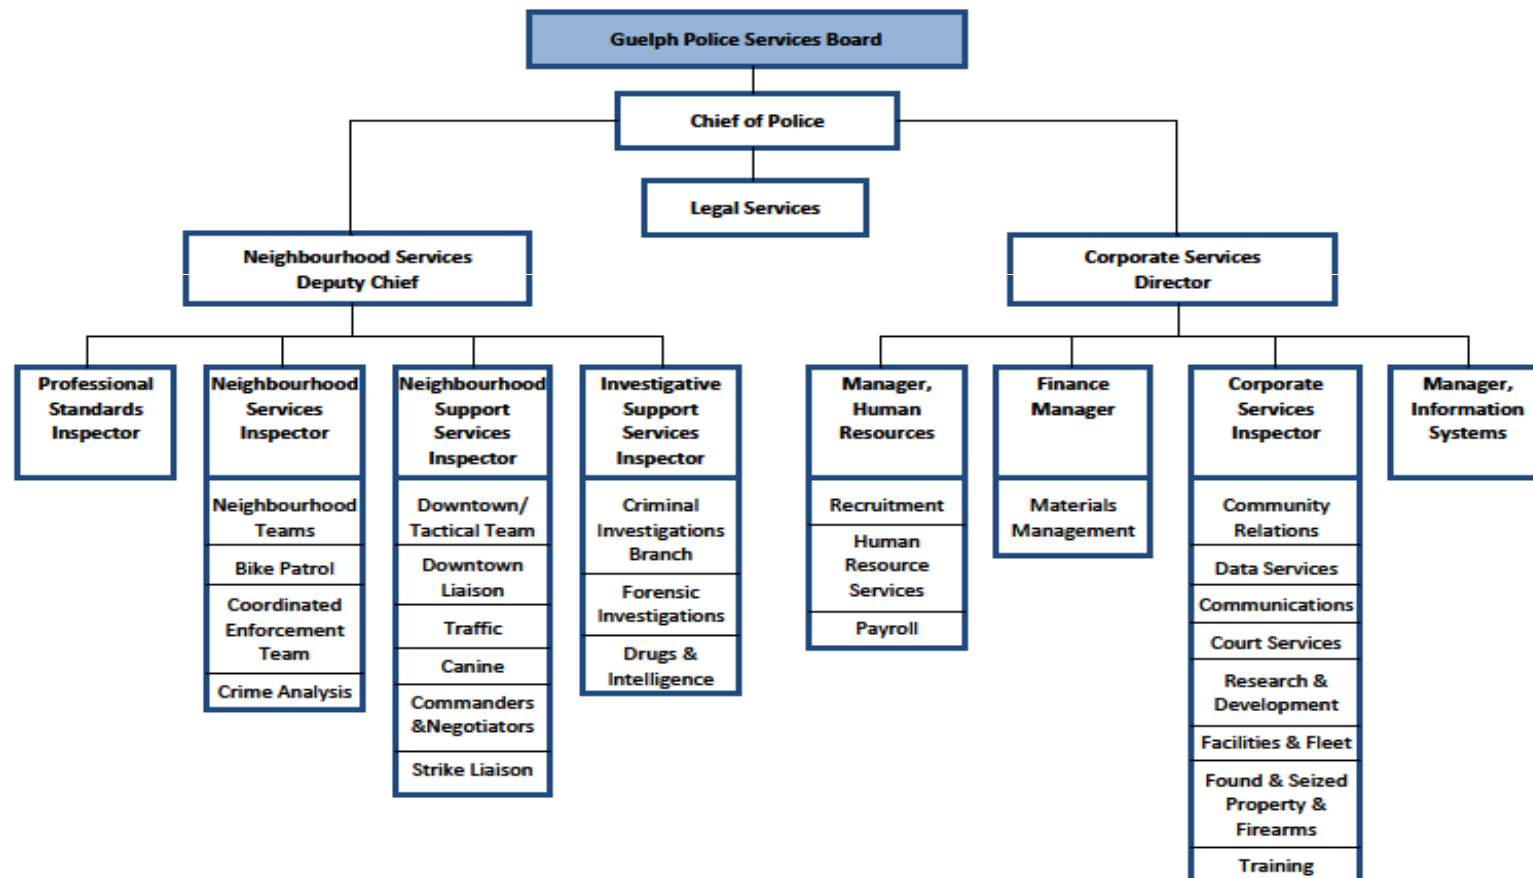 Guelph Police Services Board
Chief of Police
Legal Services
Neighbourhood Services
Deputy Chief
Corporate Services
Director
Professional
Standards
Inspector
Neighbourhood
Services
Inspector
Neighbourhood
Support
Services
Inspector
Investigative
Support
Services
Inspector
Manager,
Human
Resources
Finance
Manager
Corporate
Services
Inspector
Manager,
Information
Systems
Neighbourhood
Teams
Bike Patrol
Coordinated
Enforcement
Team
Crime Analysis
Downtown/
Tactical Team
Downtown
Liaison
Traffic
Canine
Commanders
&Negotiators
Strike Liaison
Criminal
Investigations
Branch
Forensic
Investigations
Drugs &
Intelligence
Recruitment
Human
Resource
Services
Payroll
Materials
Management
Community
Relations
Data Services
Communications
Court Services
Research &
Development
Facilities & Fleet
Found & Seized
Property &
Firearms
Training